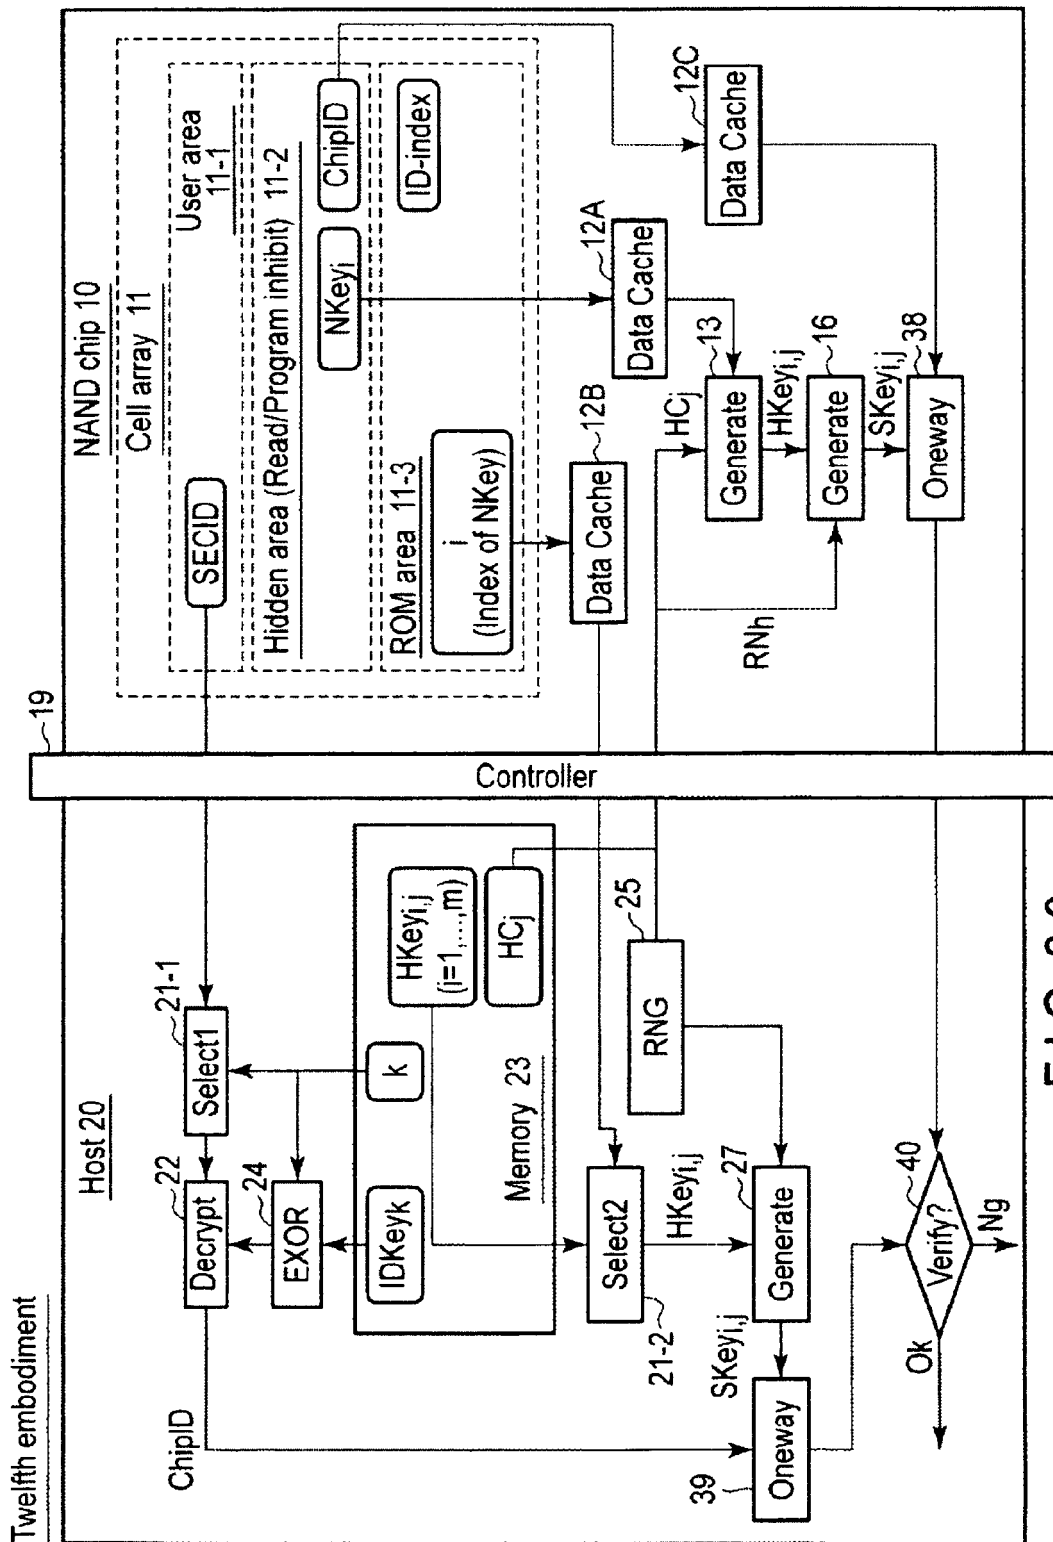 Twelfth embodiment
Host 20
ChipID
Decrypt
22
Select1
21-1
EXOR
24
IDKeyk
k
HKeyi,j
(i=1,...,m)
HCj
Memory 23
Select2
21-2
HKeyi,j
RNG
25
SKeyi,j
Generate
27
Oneway
39
Verify?
40
Ok
Ng
Controller
19
NAND chip 10
Cell array 11
SECID
User area
11-1
Hidden area (Read/Program inhibit) 11-2
NKeyi
ChipID
ROM area 11-3
i
(Index of NKey)
ID-index
Data Cache
12B
Data Cache
12A
Data Cache
12C
HCj
Generate
13
HKeyi,j
RNh
Generate
16
SKeyi,j
Oneway
38